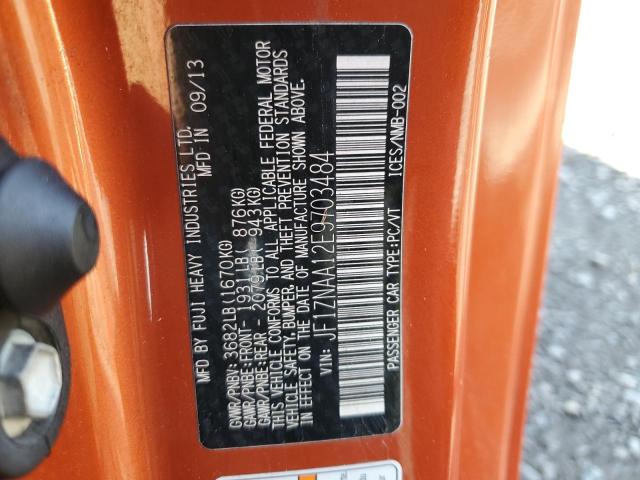 MFD BY FUJI HEAVY INDUSTRIES LTD.
MFD IN 09/13
GVWR/PNBV: 3682LB(1670KG)
GAWR/PNBE:FRONT- 1931LB( 876KG)
GAWR/PNBE:REAR - 2079LB( 943KG)
THIS VEHICLE CONFORMS TO ALL APPLICABLE FEDERAL MOTOR
VEHICLE SAFETY,BUMPER, AND THEFT PREVENTION STANDARDS
IN EFFECT ON THE DATE OF MANUFACTURE SHOWN ABOVE.
VIN: JF1ZNAA12E9703484
PASSENGER CAR TYPE:PC/VT ICES/NMB-002